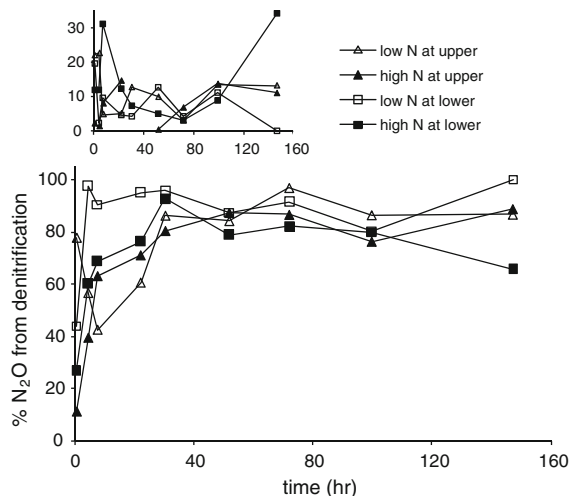 30
20
10
0
0 40 80 120 160
low N at upper
high N at upper
low N at lower
high N at lower
100
80
60
40
20
0
0 40 80 120 160
% N₂O from denitrification
time (hr)